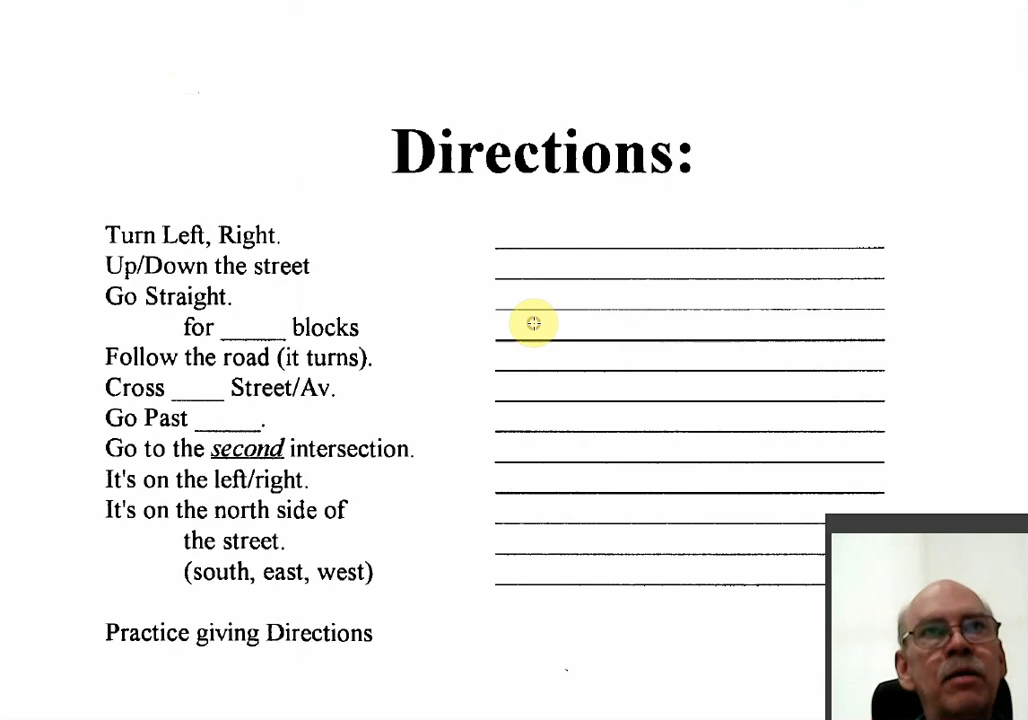 Directions:
Turn Left, Right.
Up/Down the street
Go Straight.
for _____ blocks
Follow the road (it turns).
Cross ____ Street/Av.
Go Past _____.
Go to the second intersection.
It's on the left/right.
It's on the north side of
the street.
(south, east, west)
Practice giving Directions